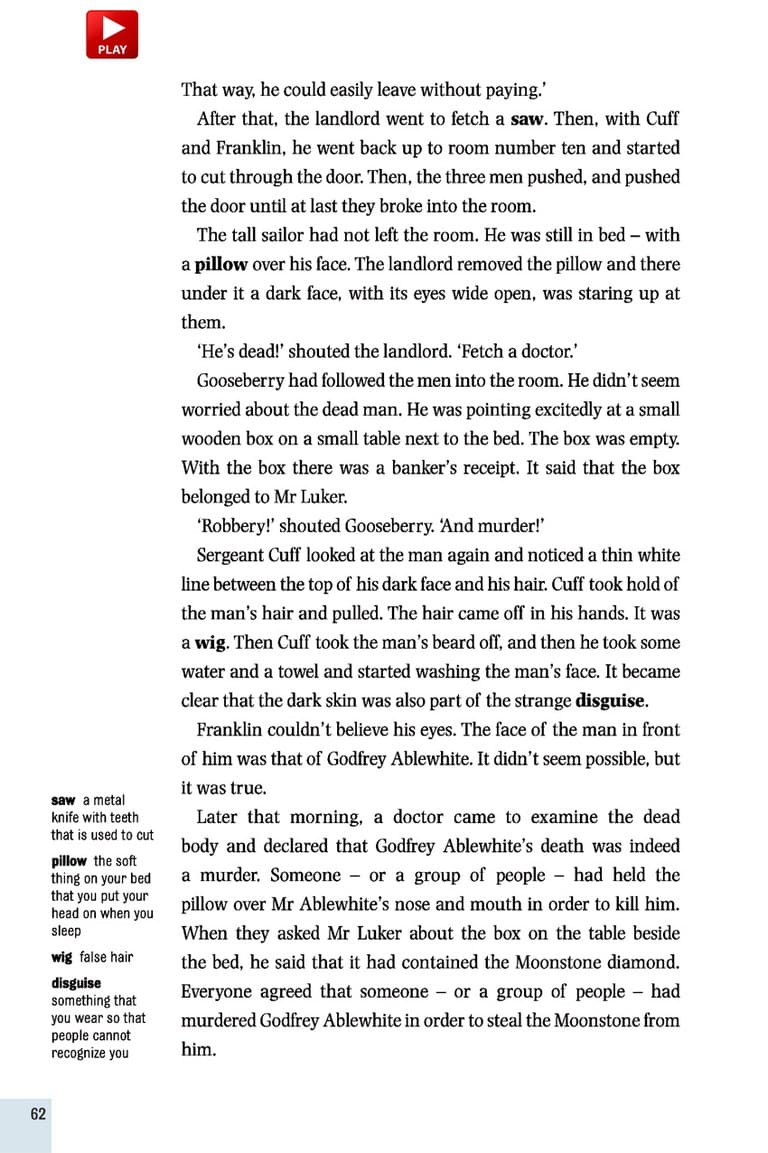 PLAY
That way, he could easily leave without paying.’
After that, the landlord went to fetch a saw. Then, with Cuff
and Franklin, he went back up to room number ten and started
to cut through the door. Then, the three men pushed, and pushed
the door until at last they broke into the room.
The tall sailor had not left the room. He was still in bed – with
a pillow over his face. The landlord removed the pillow and there
under it a dark face, with its eyes wide open, was staring up at
them.
‘He’s dead!’ shouted the landlord. ‘Fetch a doctor.’
Gooseberry had followed the men into the room. He didn’t seem
worried about the dead man. He was pointing excitedly at a small
wooden box on a small table next to the bed. The box was empty.
With the box there was a banker’s receipt. It said that the box
belonged to Mr Luker.
‘Robbery!’ shouted Gooseberry. ‘And murder!’
Sergeant Cuff looked at the man again and noticed a thin white
line between the top of his dark face and his hair. Cuff took hold of
the man’s hair and pulled. The hair came off in his hands. It was
a wig. Then Cuff took the man’s beard off, and then he took some
water and a towel and started washing the man’s face. It became
clear that the dark skin was also part of the strange disguise.
Franklin couldn’t believe his eyes. The face of the man in front
of him was that of Godfrey Ablewhite. It didn’t seem possible, but
it was true.
Later that morning, a doctor came to examine the dead
body and declared that Godfrey Ablewhite’s death was indeed
a murder. Someone – or a group of people – had held the
pillow over Mr Ablewhite’s nose and mouth in order to kill him.
When they asked Mr Luker about the box on the table beside
the bed, he said that it had contained the Moonstone diamond.
Everyone agreed that someone – or a group of people – had
murdered Godfrey Ablewhite in order to steal the Moonstone from
him.
saw a metal
knife with teeth
that is used to cut
pillow the soft
thing on your bed
that you put your
head on when you
sleep
wig false hair
disguise
something that
you wear so that
people cannot
recognize you
62